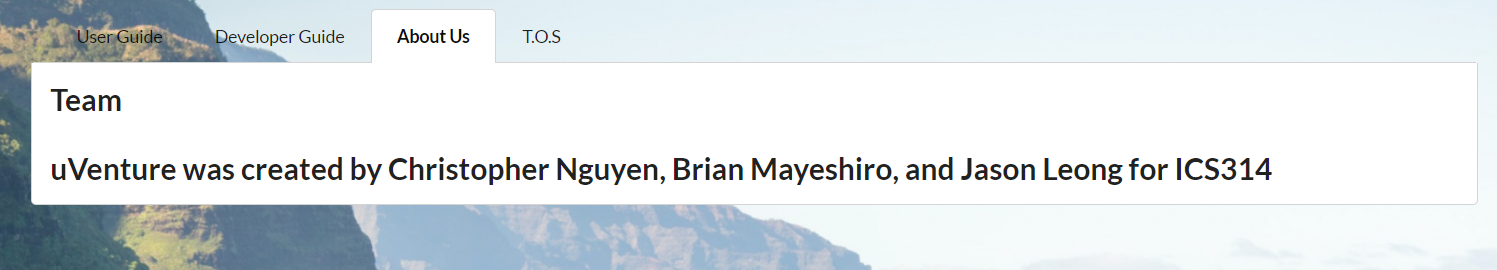 User Guide Developer Guide About Us T.O.S
Team
uVenture was created by Christopher Nguyen, Brian Mayeshiro, and Jason Leong for ICS314